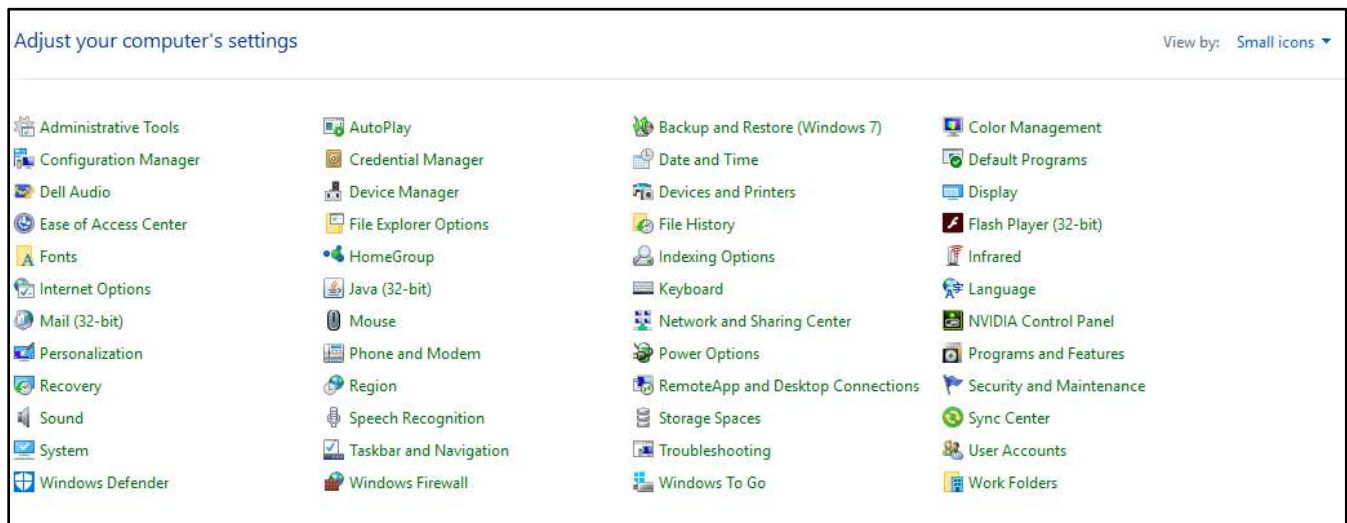 Adjust your computer's settings
View by: Small icons
Administrative Tools
AutoPlay
Backup and Restore (Windows 7)
Color Management
Configuration Manager
Credential Manager
Date and Time
Default Programs
Dell Audio
Device Manager
Devices and Printers
Display
Ease of Access Center
File Explorer Options
File History
Flash Player (32-bit)
Fonts
HomeGroup
Indexing Options
Infrared
Internet Options
Java (32-bit)
Keyboard
Language
Mail (32-bit)
Mouse
Network and Sharing Center
NVIDIA Control Panel
Personalization
Phone and Modem
Power Options
Programs and Features
Recovery
Region
RemoteApp and Desktop Connections
Security and Maintenance
Sound
Speech Recognition
Storage Spaces
Sync Center
System
Taskbar and Navigation
Troubleshooting
User Accounts
Windows Defender
Windows Firewall
Windows To Go
Work Folders